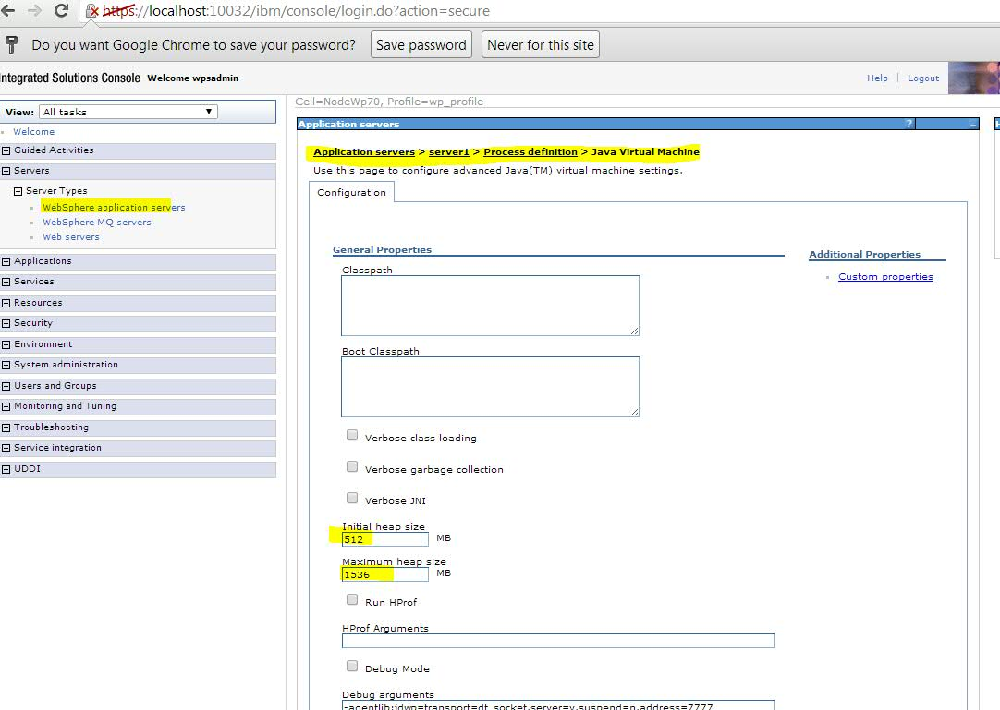 https://localhost:10032/ibm/console/login.do?action=secure
Do you want Google Chrome to save your password? Save password Never for this site
Integrated Solutions Console Welcome wpsadmin
Help Logout
View: All tasks
Welcome
Guided Activities
Servers
Server Types
WebSphere application servers
WebSphere MQ servers
Web servers
Applications
Services
Resources
Security
Environment
System administration
Users and Groups
Monitoring and Tuning
Troubleshooting
Service integration
UDDI
Cell=NodeWp70, Profile=wp_profile
Application servers ? _
Application servers > server1 > Process definition > Java Virtual Machine
Use this page to configure advanced Java(TM) virtual machine settings.
Configuration
General Properties
Classpath
Boot Classpath
Verbose class loading
Verbose garbage collection
Verbose JNI
Initial heap size
512 MB
Maximum heap size
1536 MB
Run HProf
HProf Arguments
Debug Mode
Debug arguments
-agentlib:jdwp=transport=dt_socket,server=y,suspend=n,address=7777
Additional Properties
Custom properties